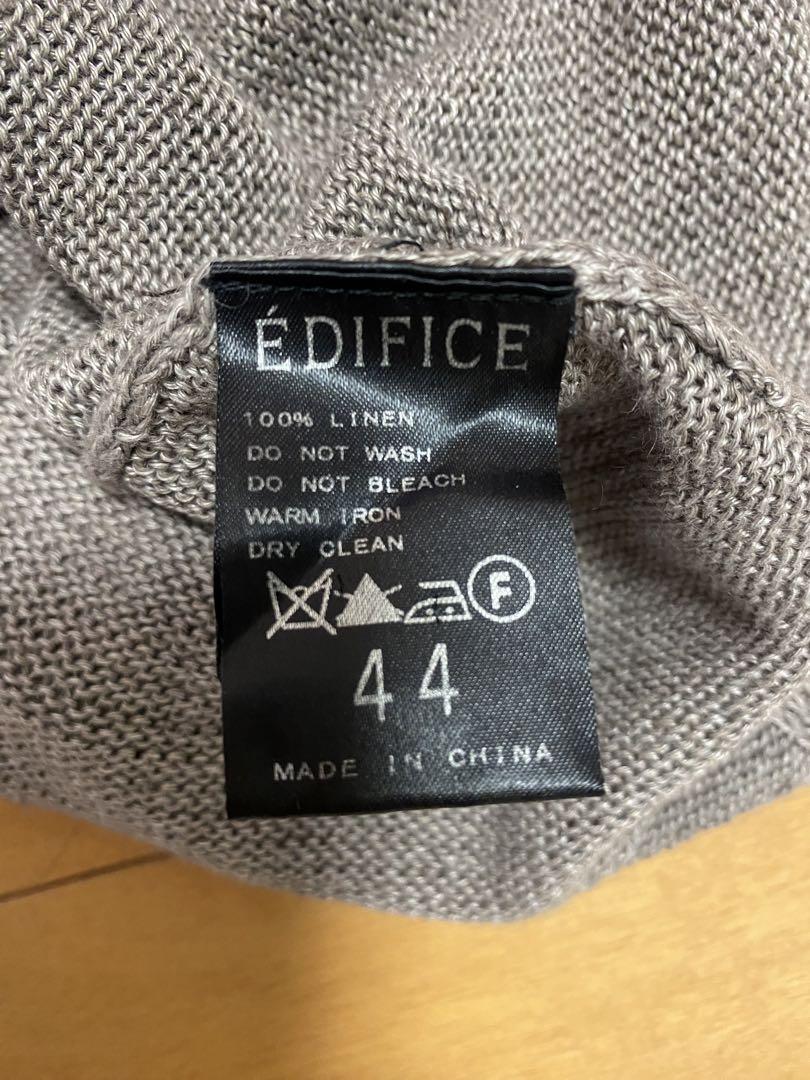 ÉDIFICE
100% LINEN
DO NOT WASH
DO NOT BLEACH
WARM IRON
DRY CLEAN
F
44
MADE IN CHINA